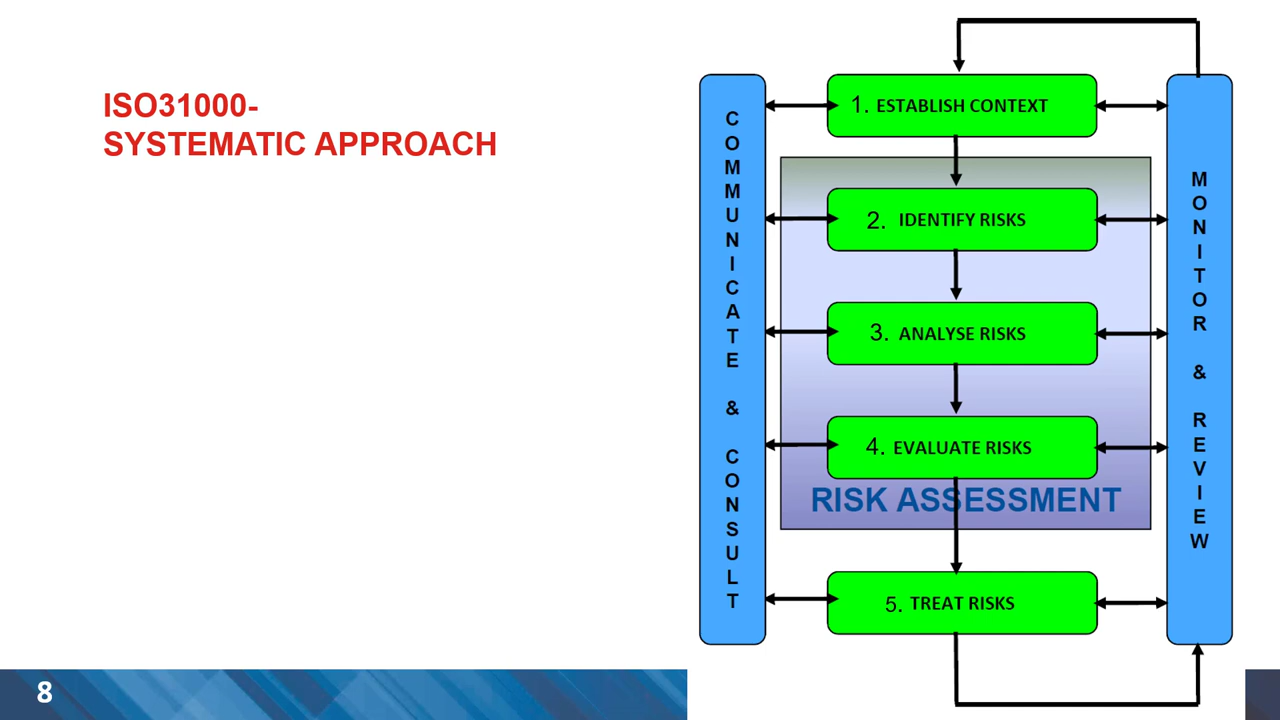 ISO31000-
SYSTEMATIC APPROACH
COMMUNICATE & CONSULT
1. ESTABLISH CONTEXT
2. IDENTIFY RISKS
3. ANALYSE RISKS
4. EVALUATE RISKS
RISK ASSESSMENT
5. TREAT RISKS
MONITOR & REVIEW
8